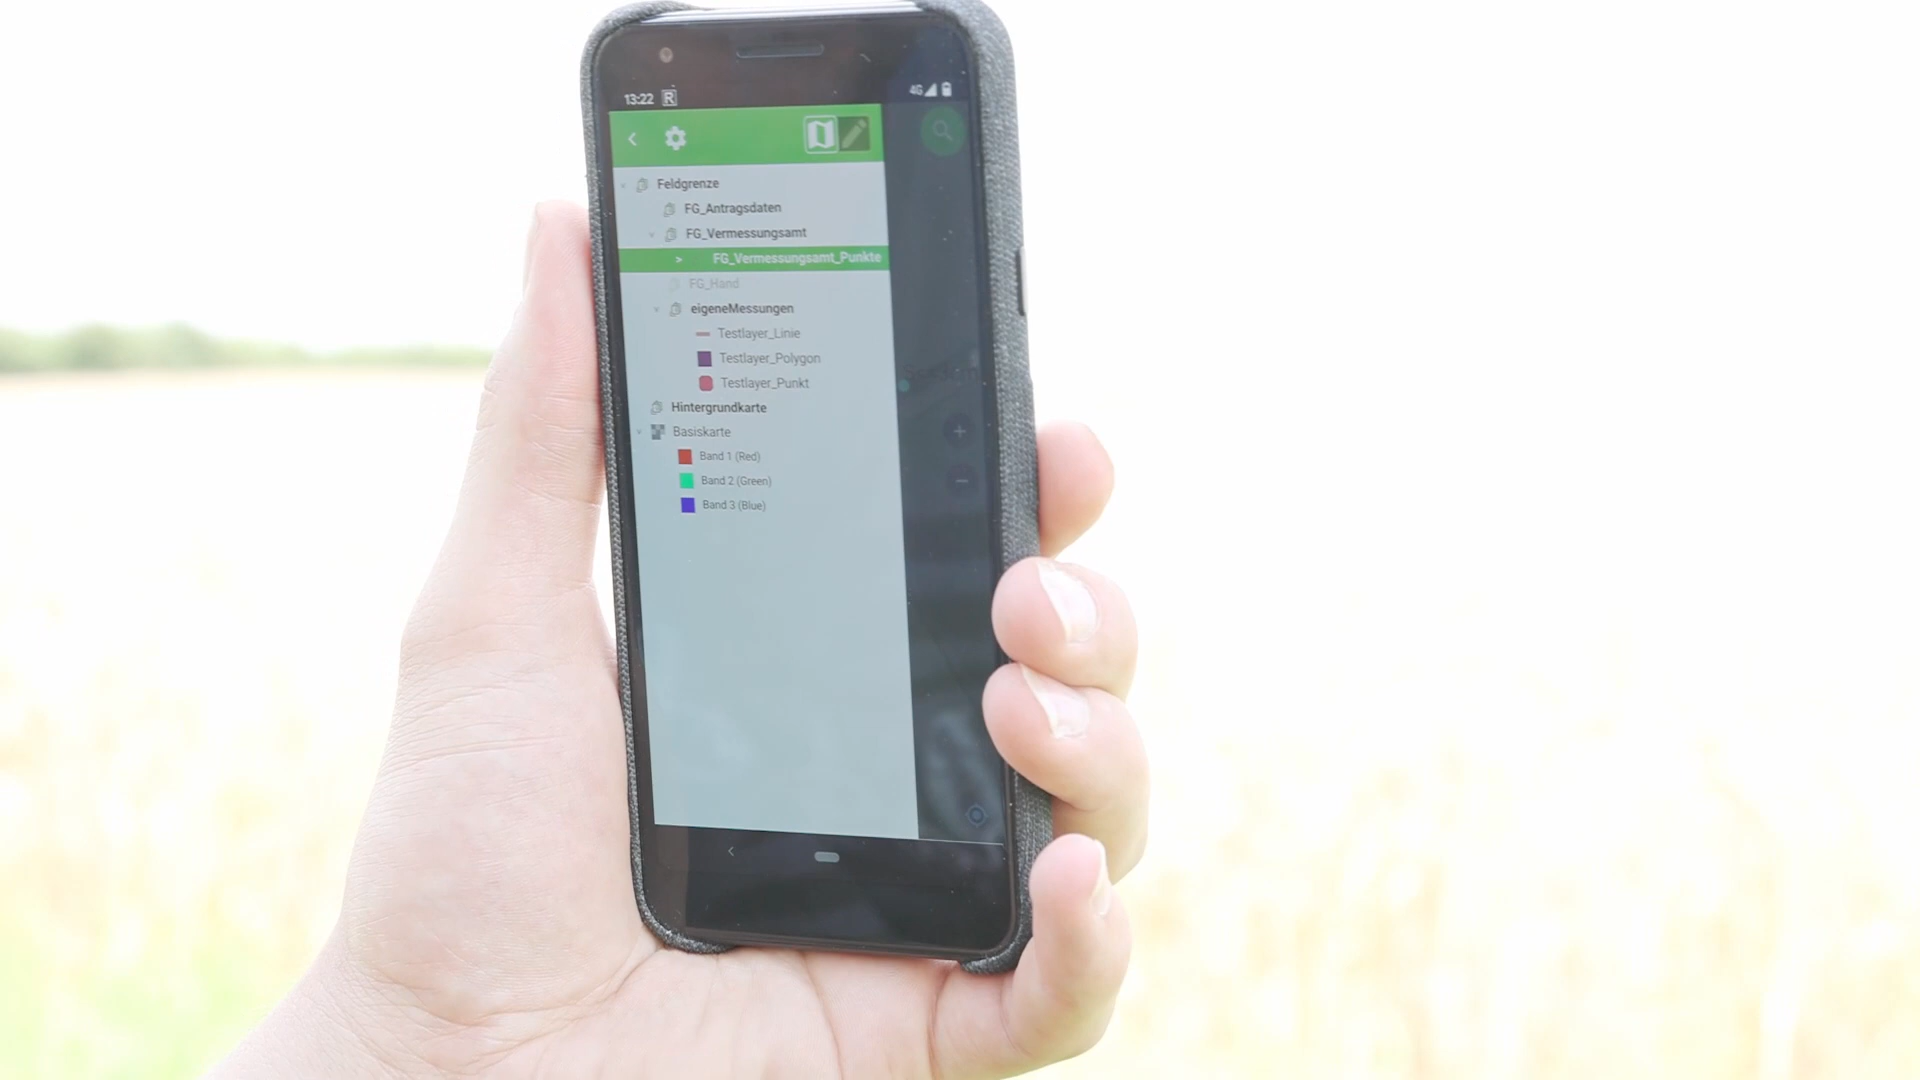 13:22 R 4G
Feldgrenze
FG_Antragsdaten
FG_Vermessungsamt
FG_Vermessungsamt_Punkte
FG_Hand
eigeneMessungen
Testlayer_Linie
Testlayer_Polygon
Testlayer_Punkt
Hintergrundkarte
Basiskarte
Band 1 (Red)
Band 2 (Green)
Band 3 (Blue)